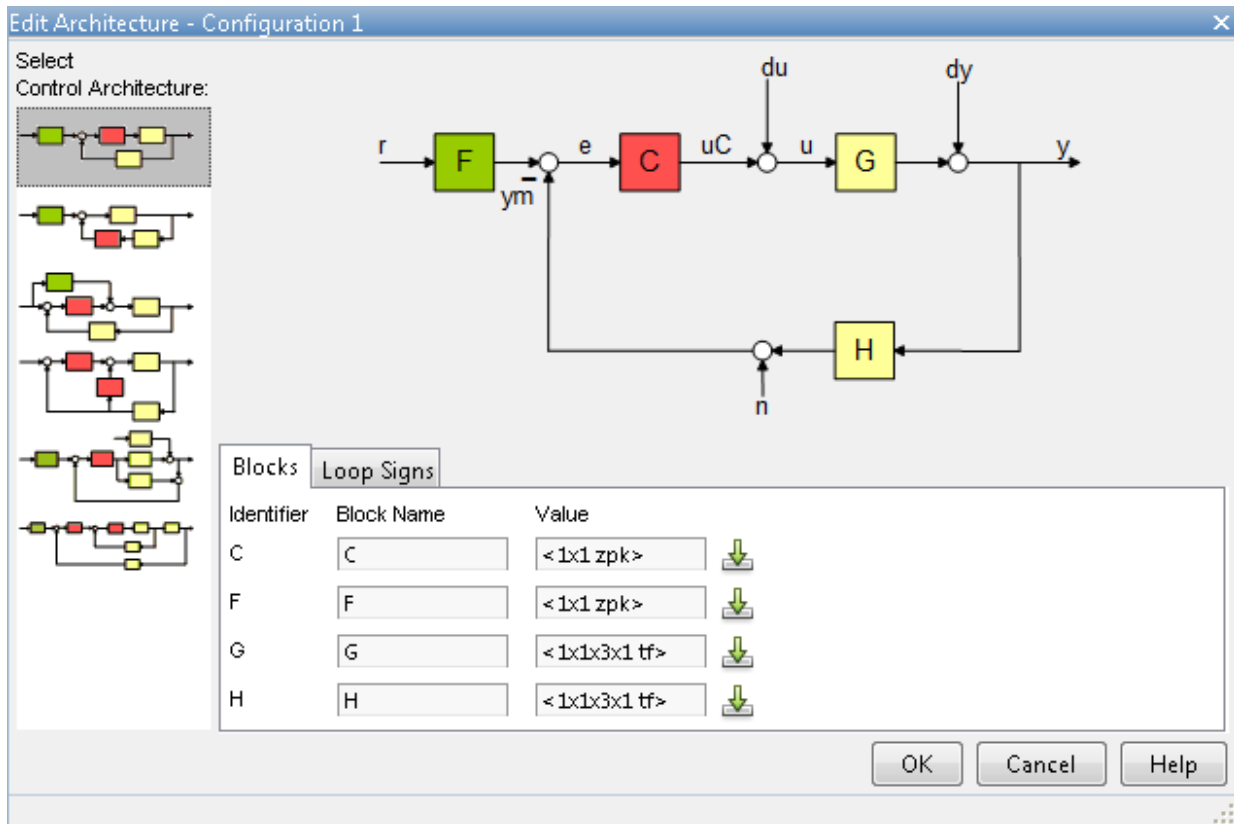 Edit Architecture - Configuration 1
Select
Control Architecture:
du
dy
r
F
e
C
uC
u
G
y
–
ym
H
n
Blocks
Loop Signs
Identifier Block Name Value
C C <1x1 zpk>
F F <1x1 zpk>
G G <1x1x3x1 tf>
H H <1x1x3x1 tf>
OK Cancel Help